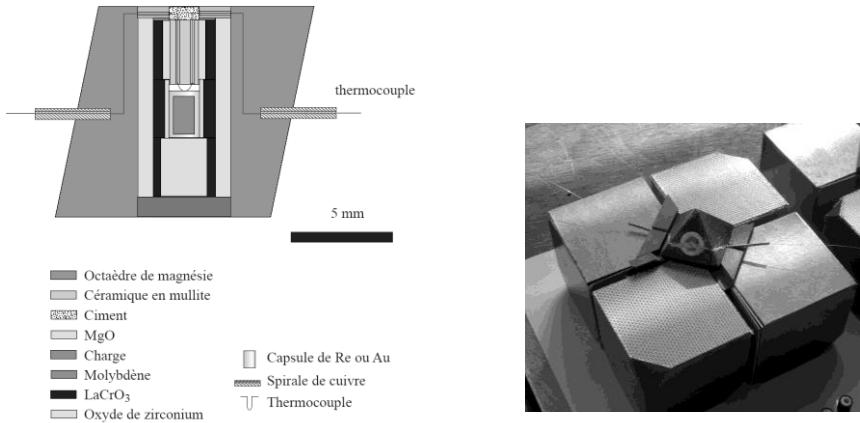 thermocouple
5 mm
Octaèdre de magnésie
Céramique en mullite
Ciment
MgO
Charge
Molybdène
LaCrO3
Oxyde de zirconium
Capsule de Re ou Au
Spirale de cuivre
Thermocouple